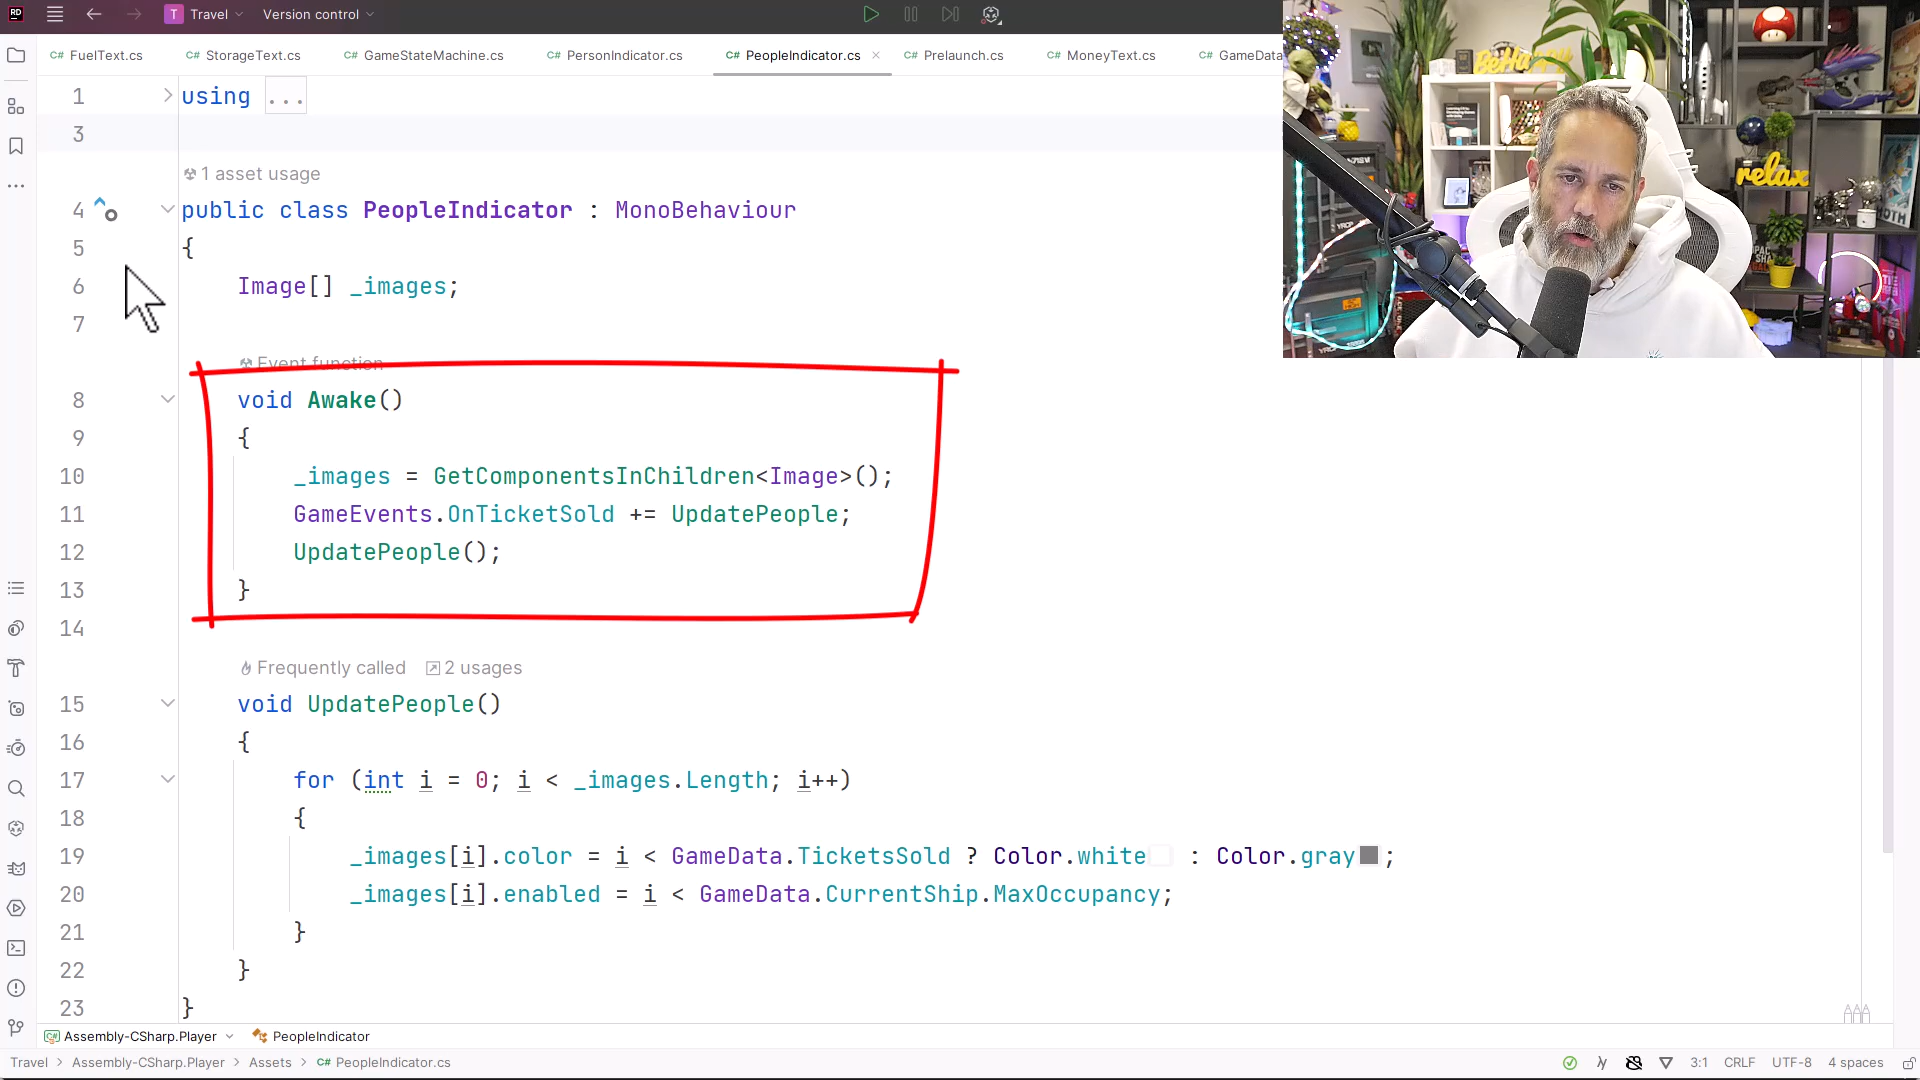 RD T Travel Version control
C# FuelText.cs C# StorageText.cs C# GameStateMachine.cs C# PersonIndicator.cs C# PeopleIndicator.cs × C# Prelaunch.cs C# MoneyText.cs C# GameData
1 using ...
3
1 asset usage
4 public class PeopleIndicator : MonoBehaviour
5 {
6 Image[] _images;
7
Event function
8 void Awake()
9 {
10 _images = GetComponentsInChildren<Image>();
11 GameEvents.OnTicketSold += UpdatePeople;
12 UpdatePeople();
13 }
14
Frequently called 2 usages
15 void UpdatePeople()
16 {
17 for (int i = 0; i < _images.Length; i++)
18 {
19 _images[i].color = i < GameData.TicketsSold ? Color.white : Color.gray;
20 _images[i].enabled = i < GameData.CurrentShip.MaxOccupancy;
21 }
22 }
23 }
C# Assembly-CSharp.Player PeopleIndicator
Travel > Assembly-CSharp.Player > Assets > C# PeopleIndicator.cs 3:1 CRLF UTF-8 4 spaces
BeHappy
relax